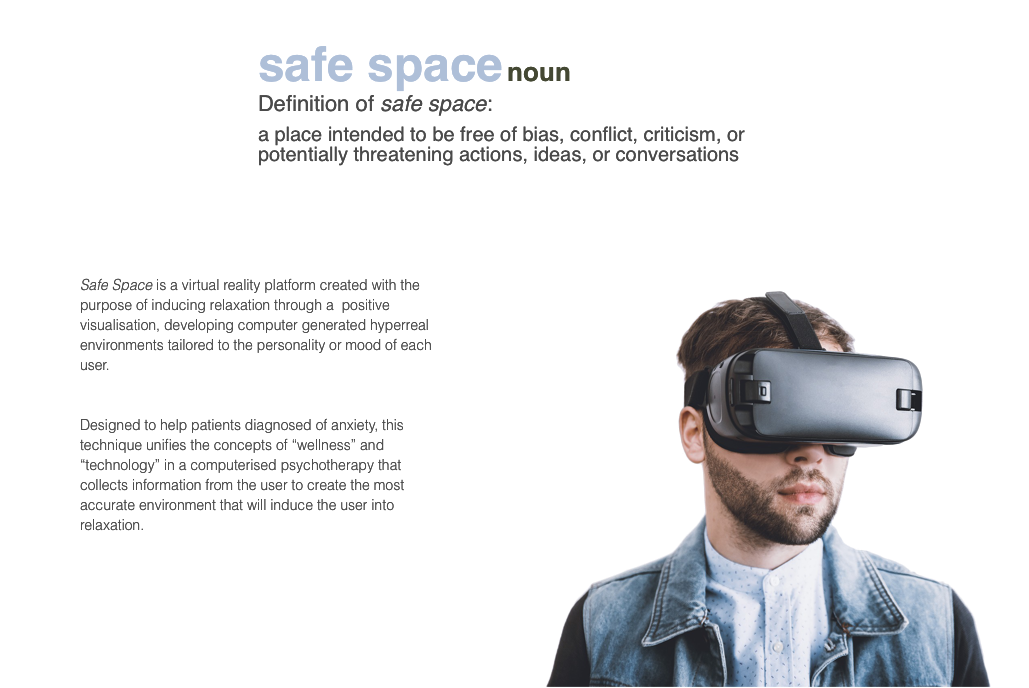 safe space noun
Definition of safe space:
a place intended to be free of bias, conflict, criticism, or
potentially threatening actions, ideas, or conversations
Safe Space is a virtual reality platform created with the
purpose of inducing relaxation through a  positive
visualisation, developing computer generated hyperreal
environments tailored to the personality or mood of each
user.
Designed to help patients diagnosed of anxiety, this
technique unifies the concepts of “wellness” and
“technology” in a computerised psychotherapy that
collects information from the user to create the most
accurate environment that will induce the user into
relaxation.